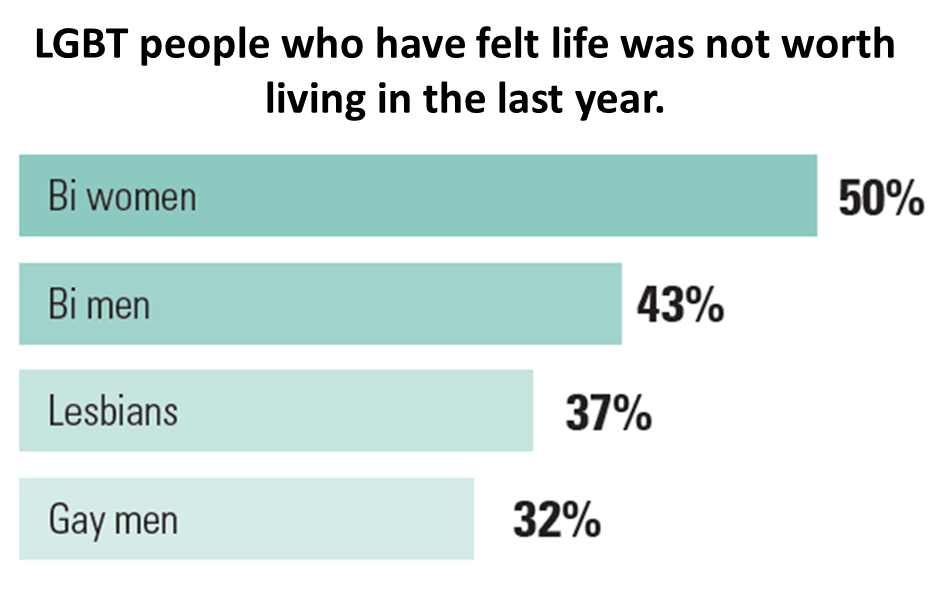 LGBT people who have felt life was not worth
living in the last year.
Bi women 50%
Bi men 43%
Lesbians 37%
Gay men 32%